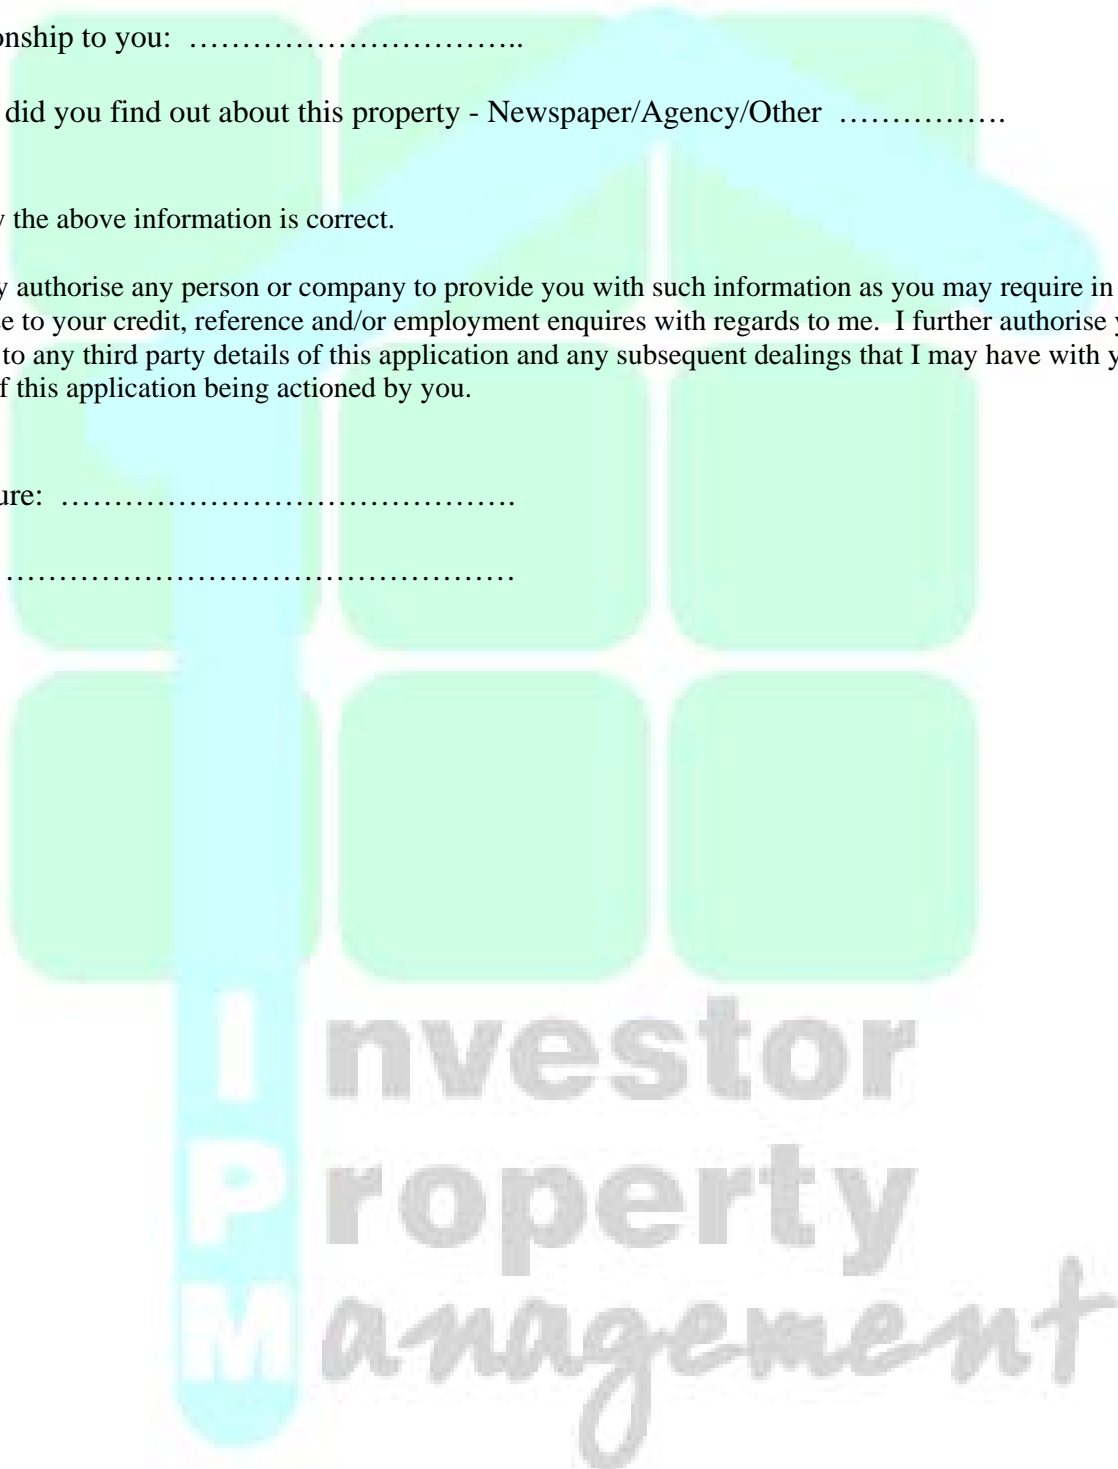 onship to you: …………………………..
did you find out about this property - Newspaper/Agency/Other …………….
y the above information is correct.
y authorise any person or company to provide you with such information as you may require in
se to your credit, reference and/or employment enquires with regards to me. I further authorise y
to any third party details of this application and any subsequent dealings that I may have with y
f this application being actioned by you.
ure: …………………………………….
…………………………………………
Investor
Property
Management